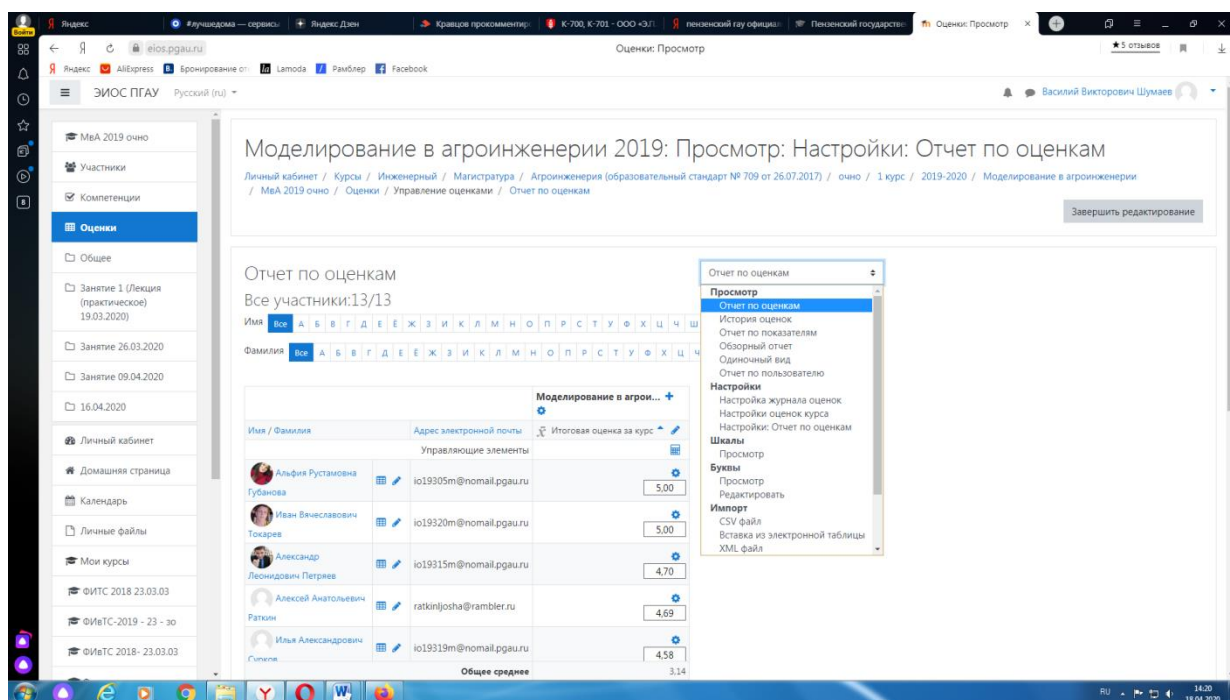 Войти
Яндекс
#лучшедома — сервисы
Яндекс Дзен
Кравцов прокомментиро
К-700, К-701 - ООО «ЭЛ
пензенский гау официал
Пензенский государстве
Оценки: Просмотр
eios.pgau.ru
Оценки: Просмотр
5 отзывов
Яндекс
AliExpress
Бронирование от
Lamoda
Рамблер
Facebook
ЭИОС ПГАУ Русский (ru)
Василий Викторович Шумаев
МвА 2019 очно
Участники
Компетенции
Оценки
Общее
Занятие 1 (Лекция
(практическое)
19.03.2020)
Занятие 26.03.2020
Занятие 09.04.2020
16.04.2020
Личный кабинет
Домашняя страница
Календарь
Личные файлы
Мои курсы
ФИТС 2018 23.03.03
ФИвТС-2019 - 23 - зо
ФИвТС 2018- 23.03.03
Моделирование в агроинженерии 2019: Просмотр: Настройки: Отчет по оценкам
Личный кабинет / Курсы / Инженерный / Магистратура / Агроинженерия (образовательный стандарт № 709 от 26.07.2017) / очно / 1 курс / 2019-2020 / Моделирование в агроинженерии
/ МвА 2019 очно / Оценки / Управление оценками / Отчет по оценкам
Завершить редактирование
Отчет по оценкам
Все участники:13/13
Имя Все А Б В Г Д Е Ё Ж З И К Л М Н О П Р С Т У Ф Х Ц Ч Ш
Фамилия Все А Б В Г Д Е Ё Ж З И К Л М Н О П Р С Т У Ф Х Ц Ч
Моделирование в агрои...
Имя / Фамилия Адрес электронной почты Итоговая оценка за курс
Управляющие элементы
Альфия Рустамовна
Губанова io19305m@nomail.pgau.ru 5,00
Иван Вячеславович
Токарев io19320m@nomail.pgau.ru 5,00
Александр
Леонидович Петряев io19315m@nomail.pgau.ru 4,70
Алексей Анатольевич
Раткин ratkinljosha@rambler.ru 4,69
Илья Александрович
Сурков io19319m@nomail.pgau.ru 4,58
Общее среднее 3,14
Отчет по оценкам
Просмотр
Отчет по оценкам
История оценок
Отчет по показателям
Обзорный отчет
Одиночный вид
Отчет по пользователю
Настройки
Настройка журнала оценок
Настройки оценок курса
Настройки: Отчет по оценкам
Шкалы
Просмотр
Буквы
Просмотр
Редактировать
Импорт
CSV файл
Вставка из электронной таблицы
XML файл
RU
14:20
18.04.2020